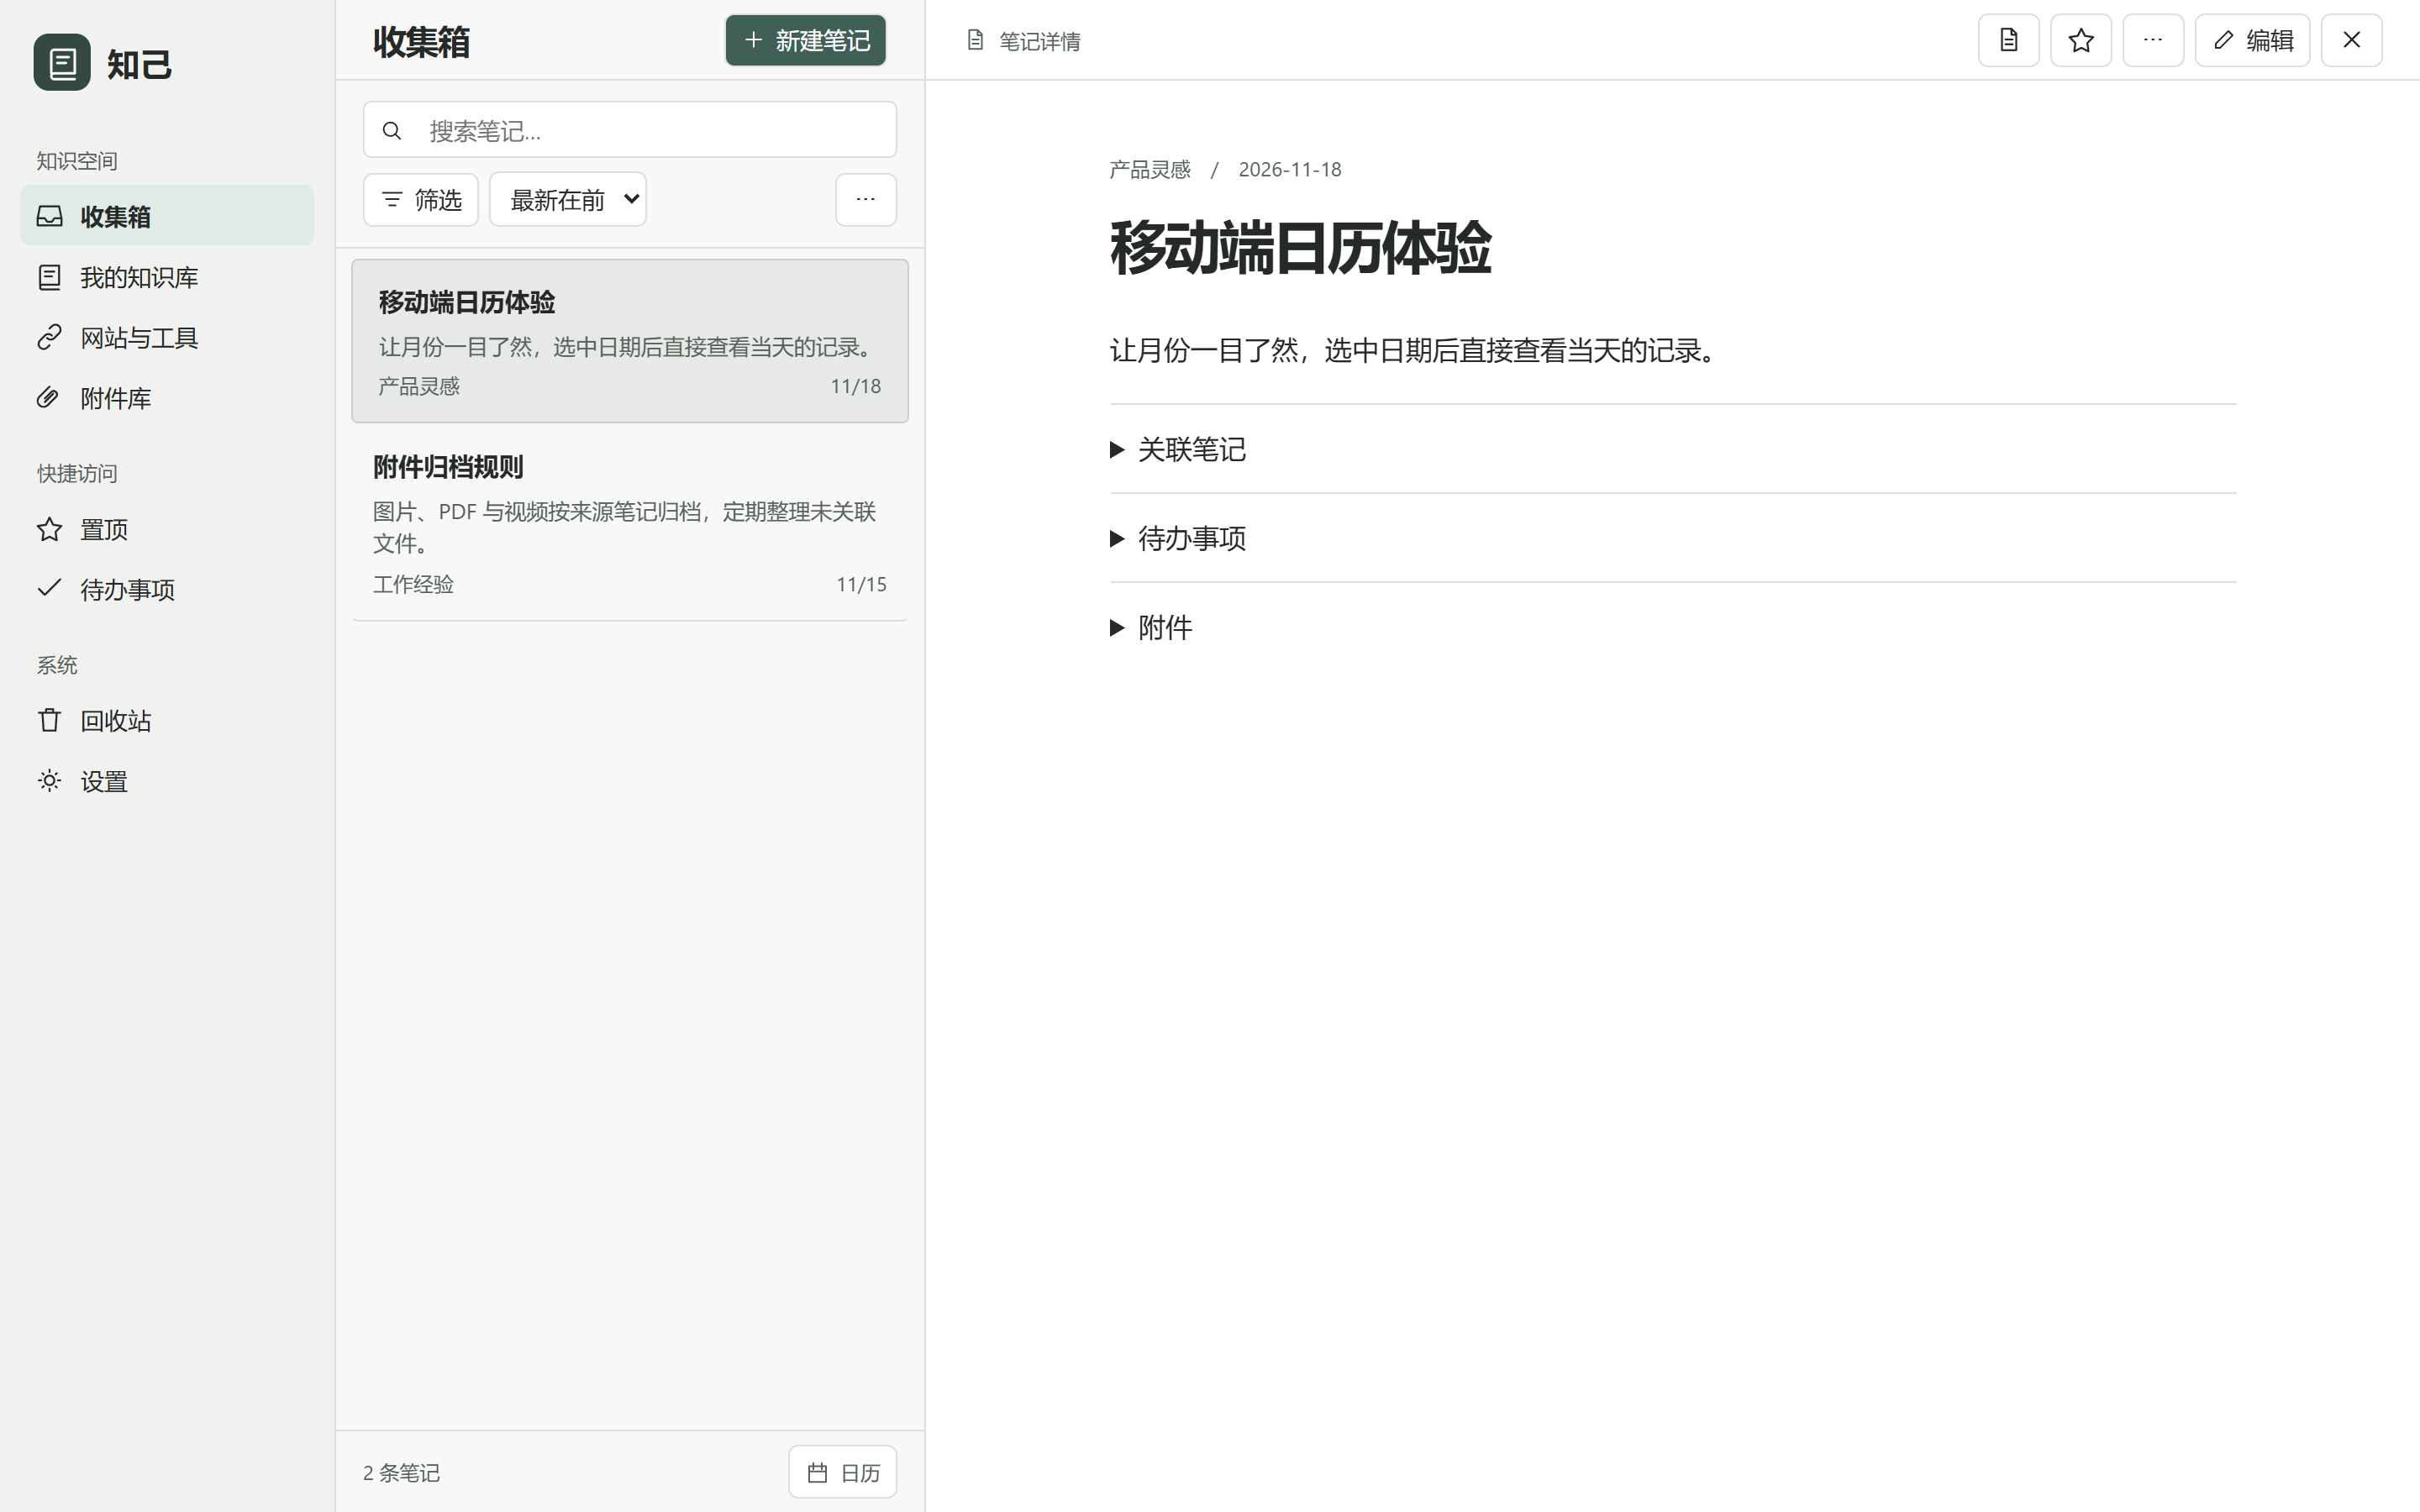 知己
知识空间
收集箱
我的知识库
网站与工具
附件库
快捷访问
置顶
待办事项
系统
回收站
设置
收集箱
新建笔记
搜索笔记...
筛选
最新在前
移动端日历体验
让月份一目了然，选中日期后直接查看当天的记录。
产品灵感 11/18
附件归档规则
图片、PDF 与视频按来源笔记归档，定期整理未关联
文件。
工作经验 11/15
2 条笔记
日历
笔记详情
编辑
产品灵感 / 2026-11-18
移动端日历体验
让月份一目了然，选中日期后直接查看当天的记录。
关联笔记
待办事项
附件